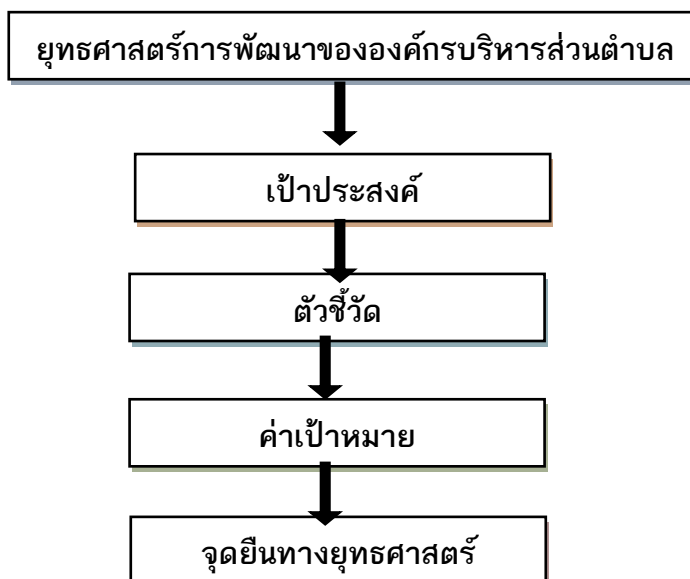 ยุทธศาสตร์การพัฒนาขององค์กรบริหารส่วนตำบล
เป้าประสงค์
ตัวชี้วัด
ค่าเป้าหมาย
จุดยืนทางยุทธศาสตร์